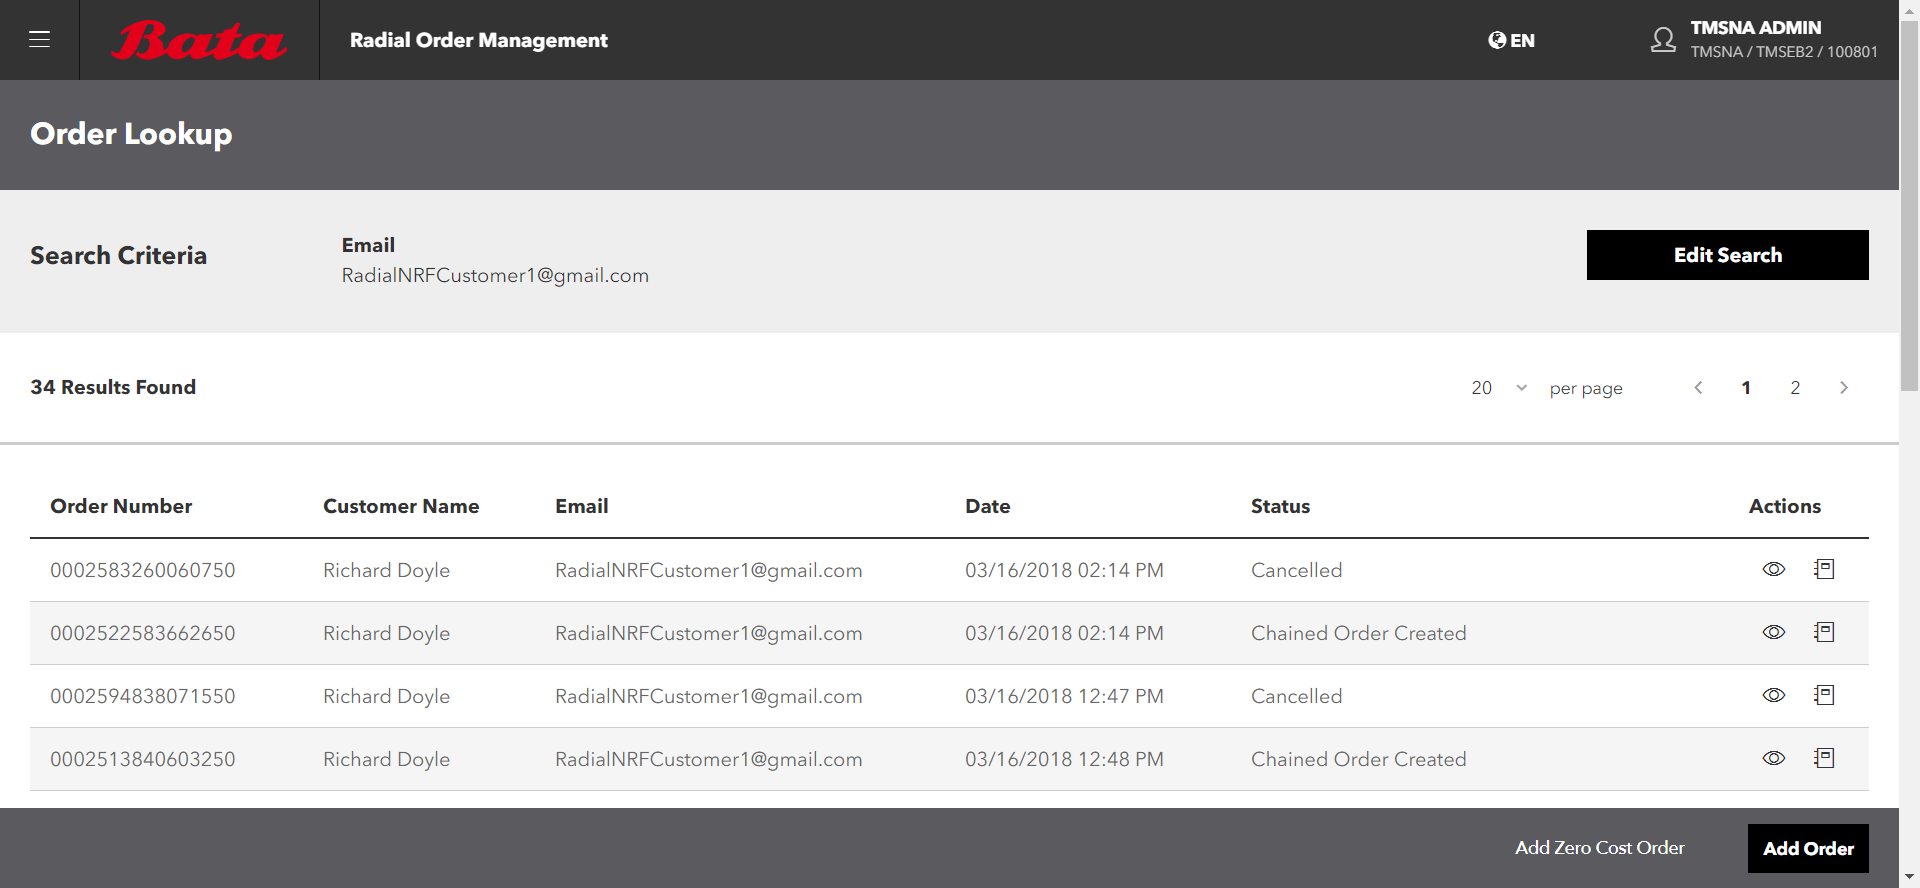 Bata
Radial Order Management
EN
TMSNA ADMIN
TMSNA / TMSEB2 / 100801
Order Lookup
Search Criteria
Email
RadialNRFCustomer1@gmail.com
Edit Search
34 Results Found
20 per page 1 2
Order Number Customer Name Email Date Status Actions
0002583260060750 Richard Doyle RadialNRFCustomer1@gmail.com 03/16/2018 02:14 PM Cancelled
0002522583662650 Richard Doyle RadialNRFCustomer1@gmail.com 03/16/2018 02:14 PM Chained Order Created
0002594838071550 Richard Doyle RadialNRFCustomer1@gmail.com 03/16/2018 12:47 PM Cancelled
0002513840603250 Richard Doyle RadialNRFCustomer1@gmail.com 03/16/2018 12:48 PM Chained Order Created
Add Zero Cost Order
Add Order